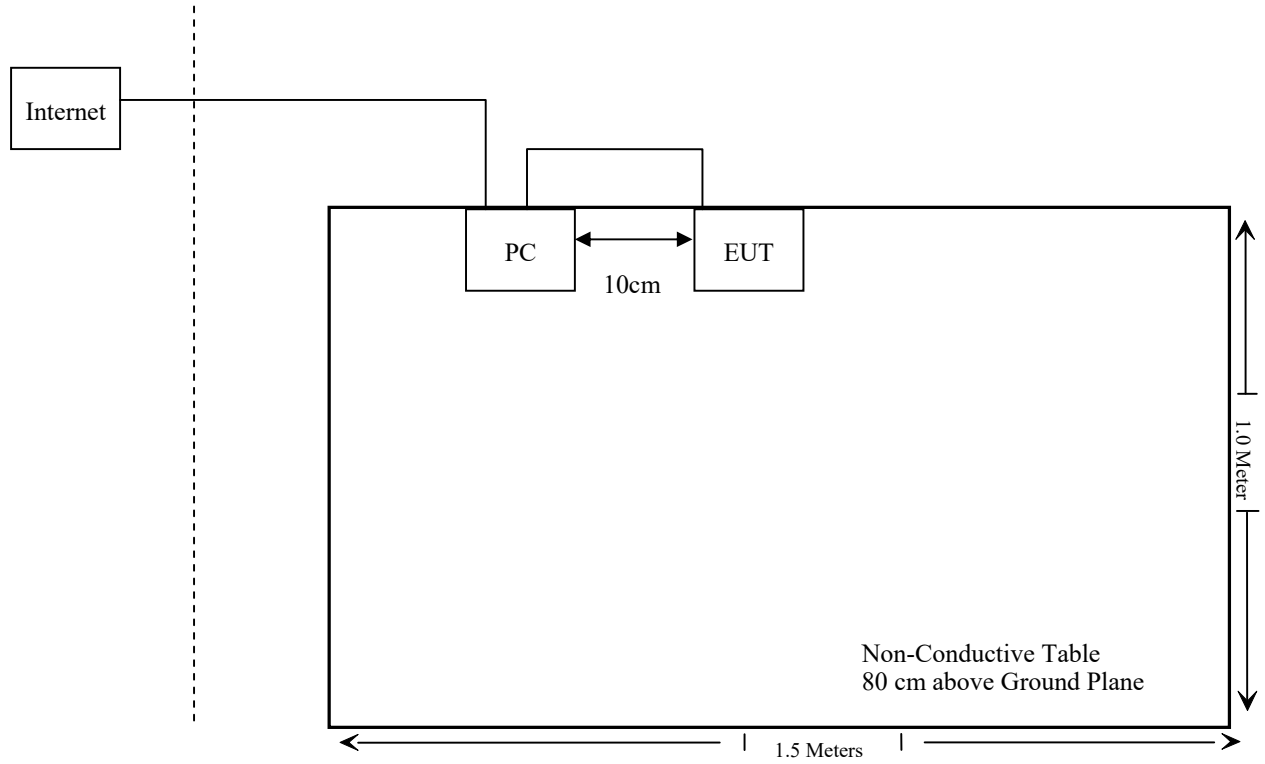 Internet
PC
EUT
10cm
1.0 Meter
Non-Conductive Table
80 cm above Ground Plane
1.5 Meters